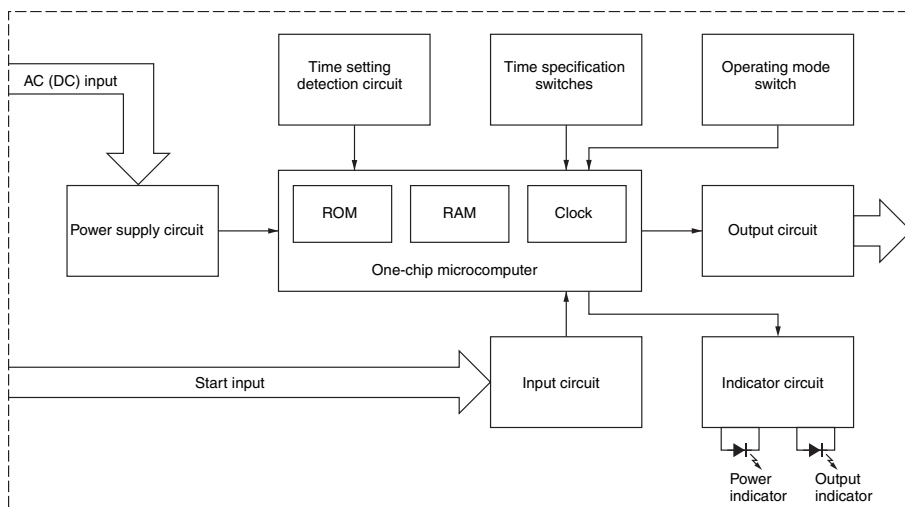 Time setting
detection circuit
Time specification
switches
Operating mode
switch
AC (DC) input
Power supply circuit
ROM
RAM
Clock
One-chip microcomputer
Output circuit
Start input
Input circuit
Indicator circuit
Power
indicator
Output
indicator